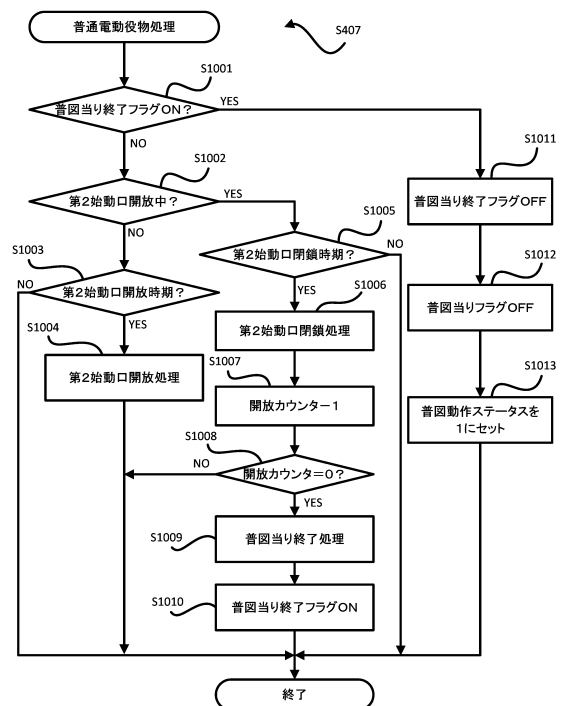 普通電動役物処理
S407
S1001
普図当り終了フラグON?
YES
NO
S1002
第2始動口開放中?
YES
NO
S1011
普図当り終了フラグOFF
S1003
NO
第2始動口開放時期?
YES
S1005
第2始動口閉鎖時期?
NO
YES
S1012
普図当りフラグOFF
S1004
第2始動口開放処理
S1006
第2始動口閉鎖処理
S1007
開放カウンター1
S1013
普図動作ステータスを
1にセット
S1008
NO
開放カウンタ=0?
YES
S1009
普図当り終了処理
S1010
普図当り終了フラグON
終了